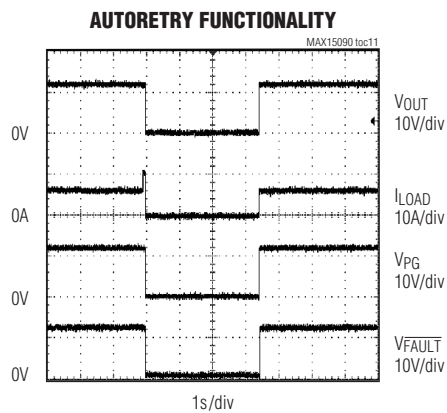 AUTORETRY FUNCTIONALITY
MAX15090 toc11
0V
VOUT
10V/div
0A
ILOAD
10A/div
0V
VPG
10V/div
0V
VFAULT
10V/div
1s/div